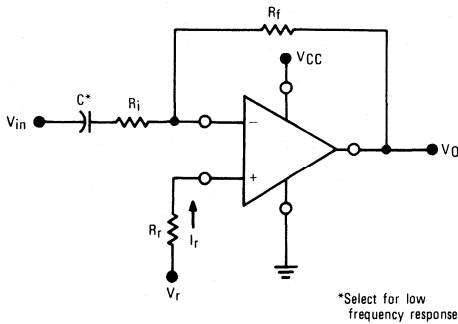 Rf
VCC
C*
Ri
Vin
−
VO
+
Rr
Ir
Vr
*Select for low
frequency response